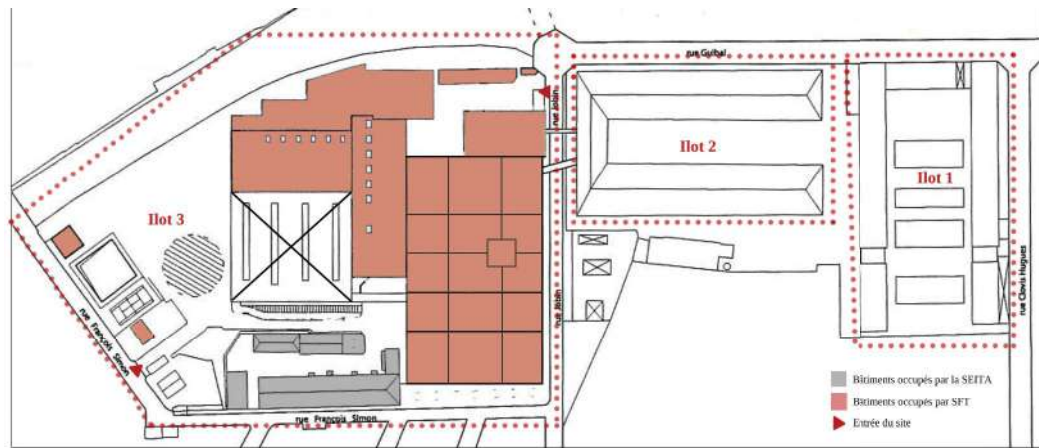 rue Guibal
rue Jobin
Ilot 2
Ilot 1
Ilot 3
rue Clovis Hugues
rue Jobin
rue François Simon
rue François Simon
Bâtiments occupés par la SEITA
Bâtiments occupés par SFT
Entrée du site